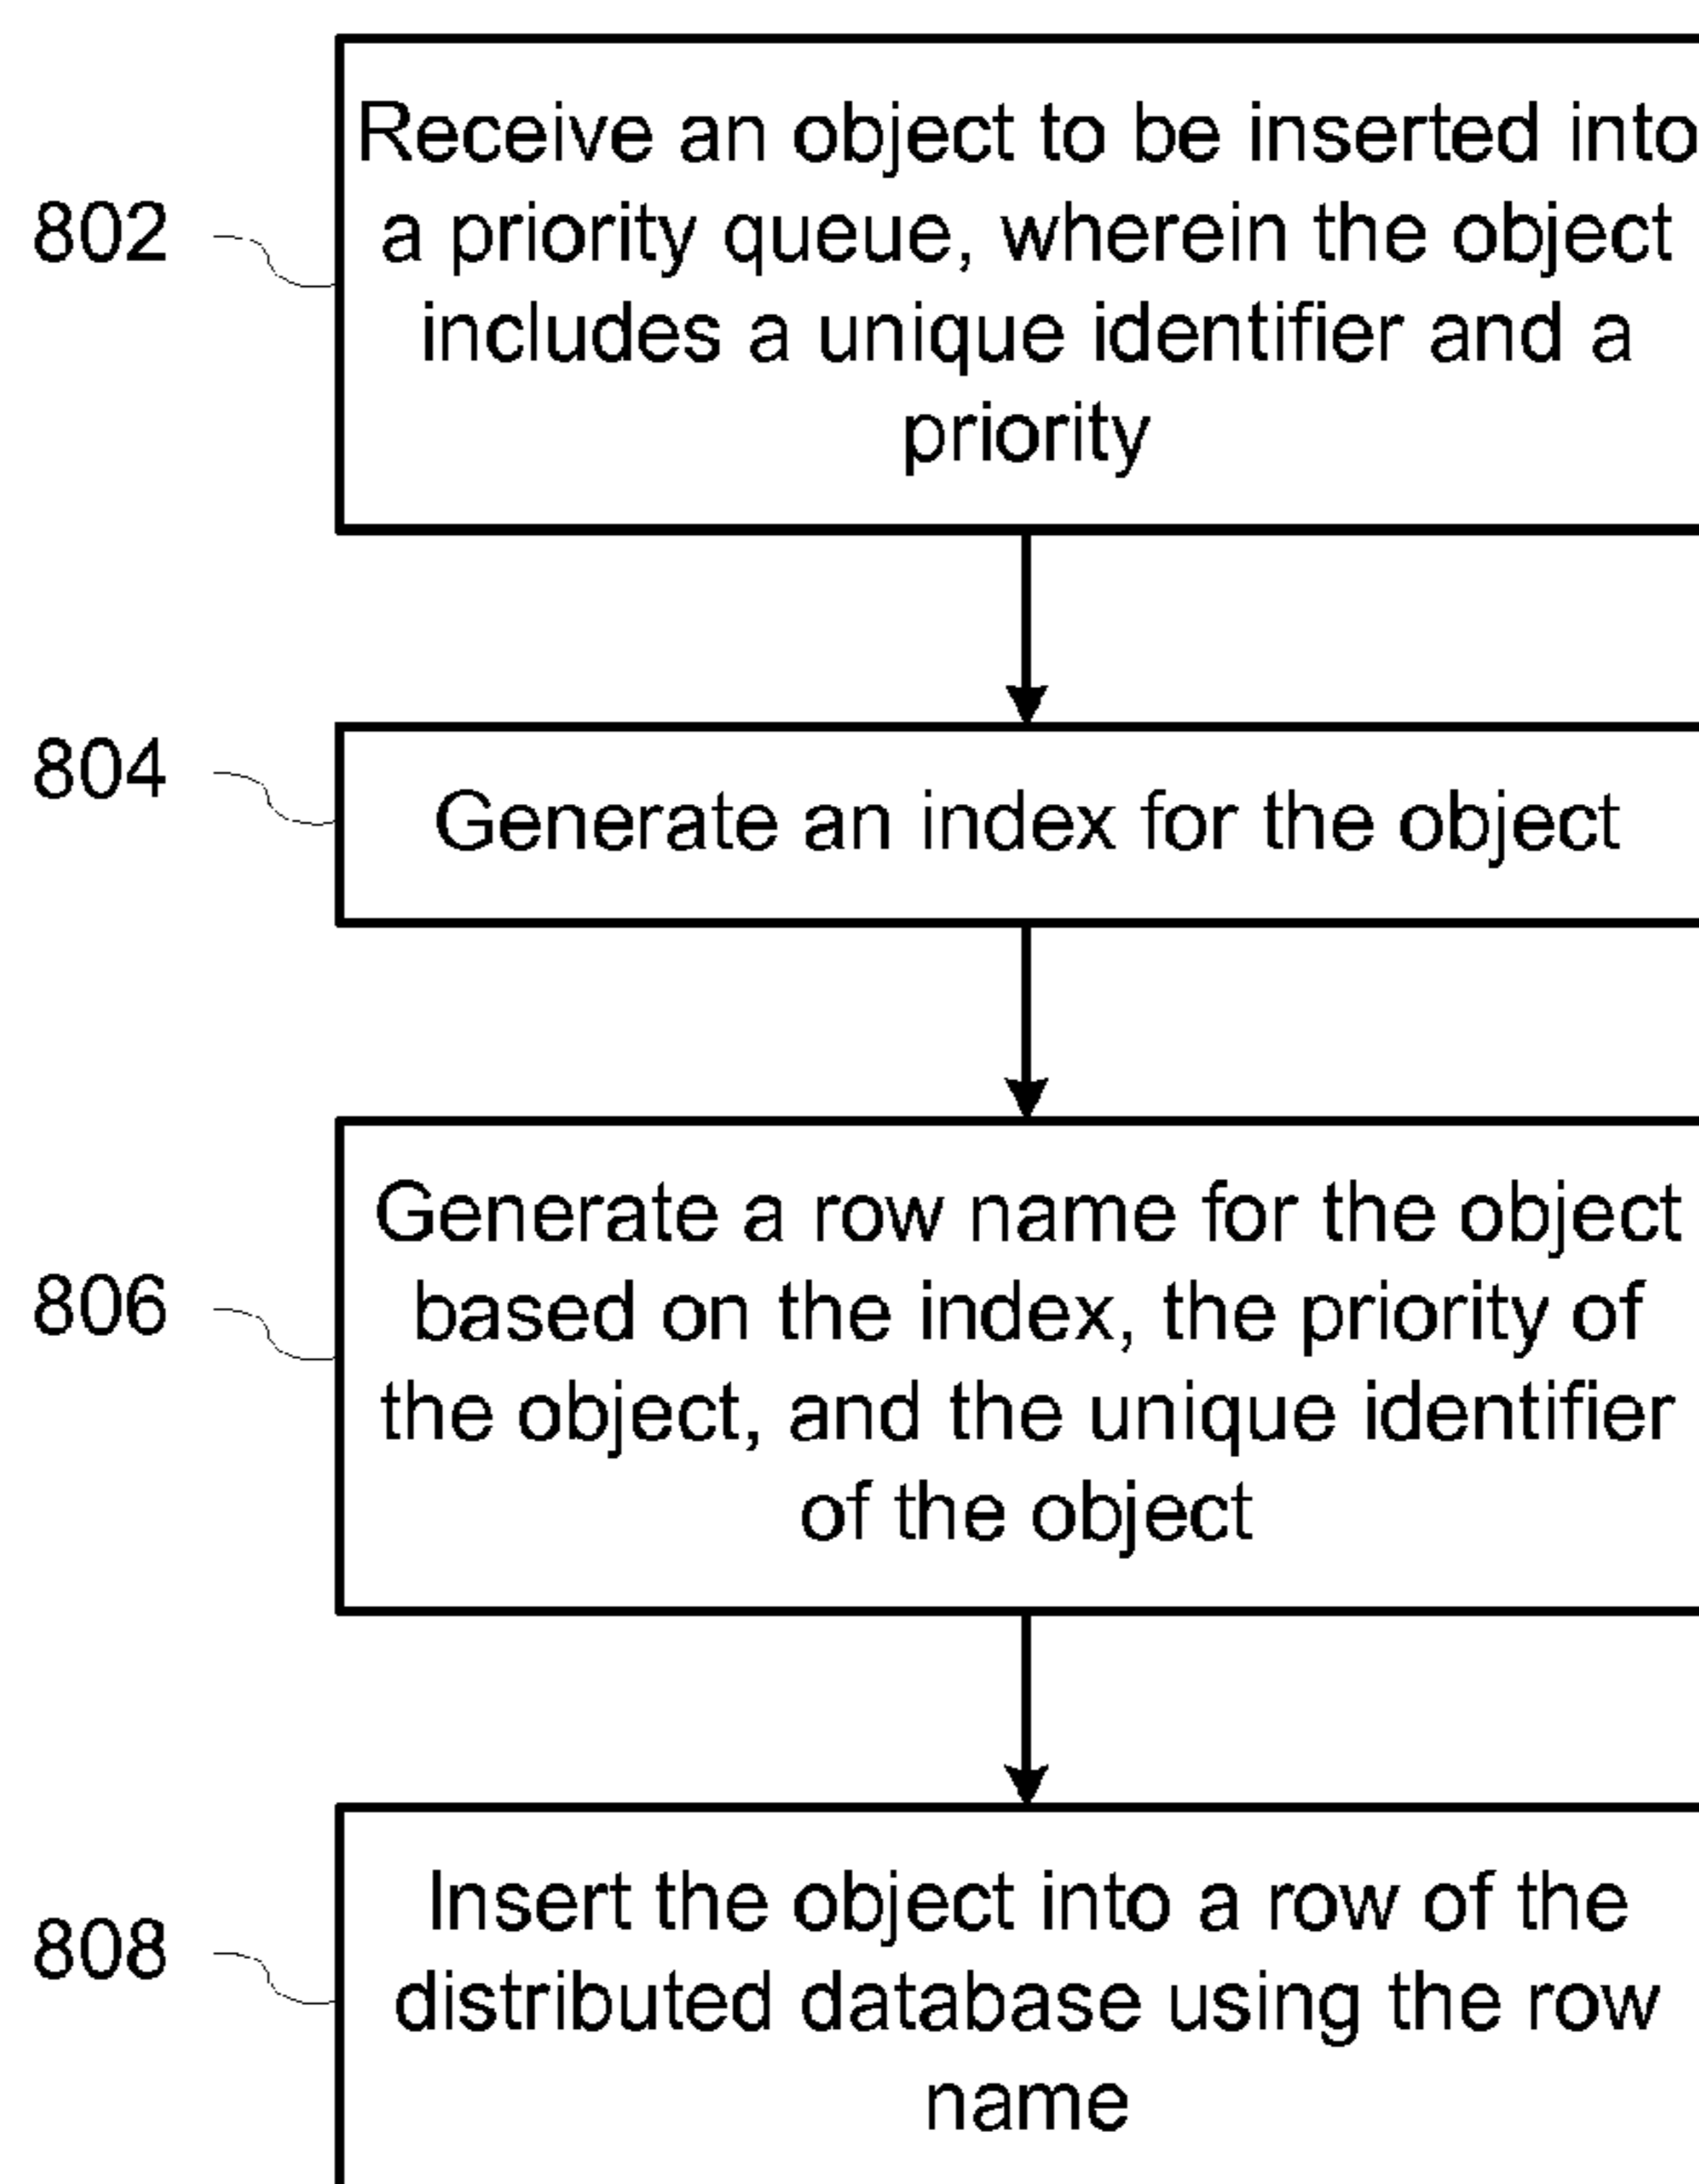 802
Receive an object to be inserted into
a priority queue, wherein the object
includes a unique identifier and a
priority
804
Generate an index for the object
806
Generate a row name for the object
based on the index, the priority of
the object, and the unique identifier
of the object
808
Insert the object into a row of the
distributed database using the row
name